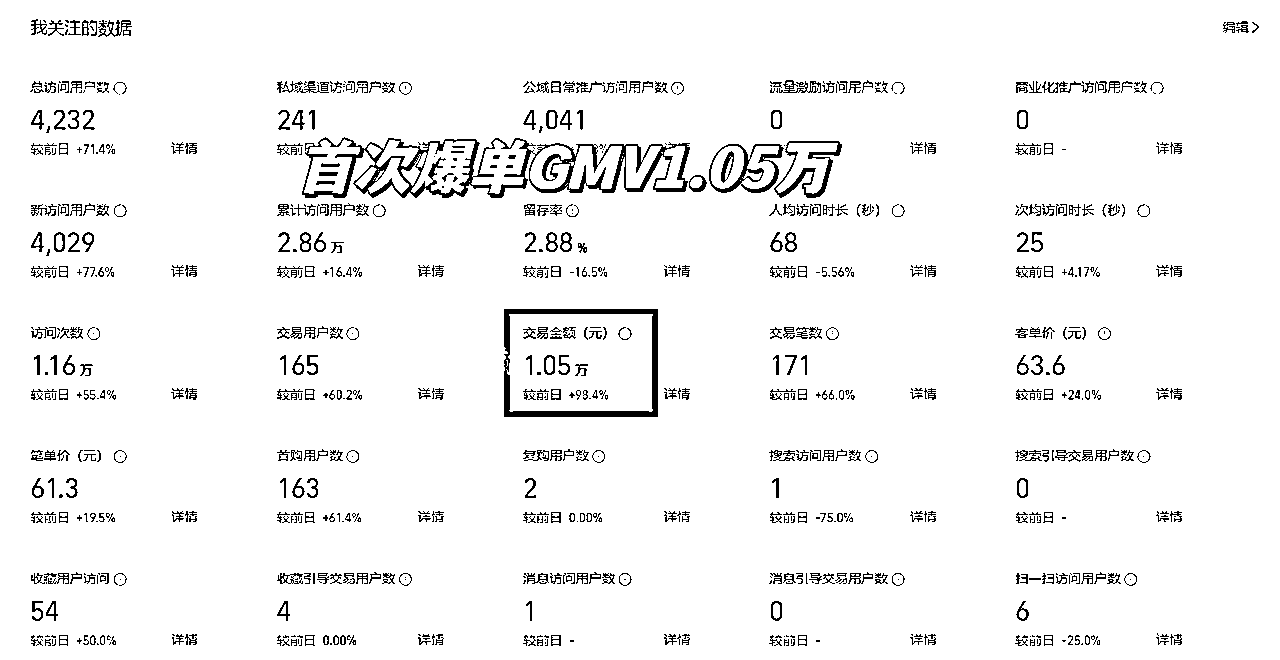 我关注的数据 编辑>
总访问用户数 私域渠道访问用户数 公域日常推广访问用户数 流量激励访问用户数 商业化推广访问用户数
4,232 241 4,041 0 0
较前日 +71.4% 详情 较前 详情 较前日 - 详情
首次爆单GMV1.05万
新访问用户数 累计访问用户数 留存率 人均访问时长（秒） 次均访问时长（秒）
4,029 2.86万 2.88% 68 25
较前日 +77.6% 详情 较前日 +16.4% 详情 较前日 -16.5% 详情 较前日 -5.56% 详情 较前日 +4.17% 详情
访问次数 交易用户数 交易金额（元） 交易笔数 客单价（元）
1.16万 165 1.05万 171 63.6
较前日 +55.4% 详情 较前日 +60.2% 详情 较前日 +98.4% 详情 较前日 +66.0% 详情 较前日 +24.0% 详情
笔单价（元） 首购用户数 复购用户数 搜索访问用户数 搜索引导交易用户数
61.3 163 2 1 0
较前日 +19.5% 详情 较前日 +61.4% 详情 较前日 0.00% 详情 较前日 -75.0% 详情 较前日 - 详情
收藏用户访问 收藏引导交易用户数 消息访问用户数 消息引导交易用户数 扫一扫访问用户数
54 4 1 0 6
较前日 +50.0% 详情 较前日 0.00% 详情 较前日 - 详情 较前日 - 详情 较前日 -25.0% 详情